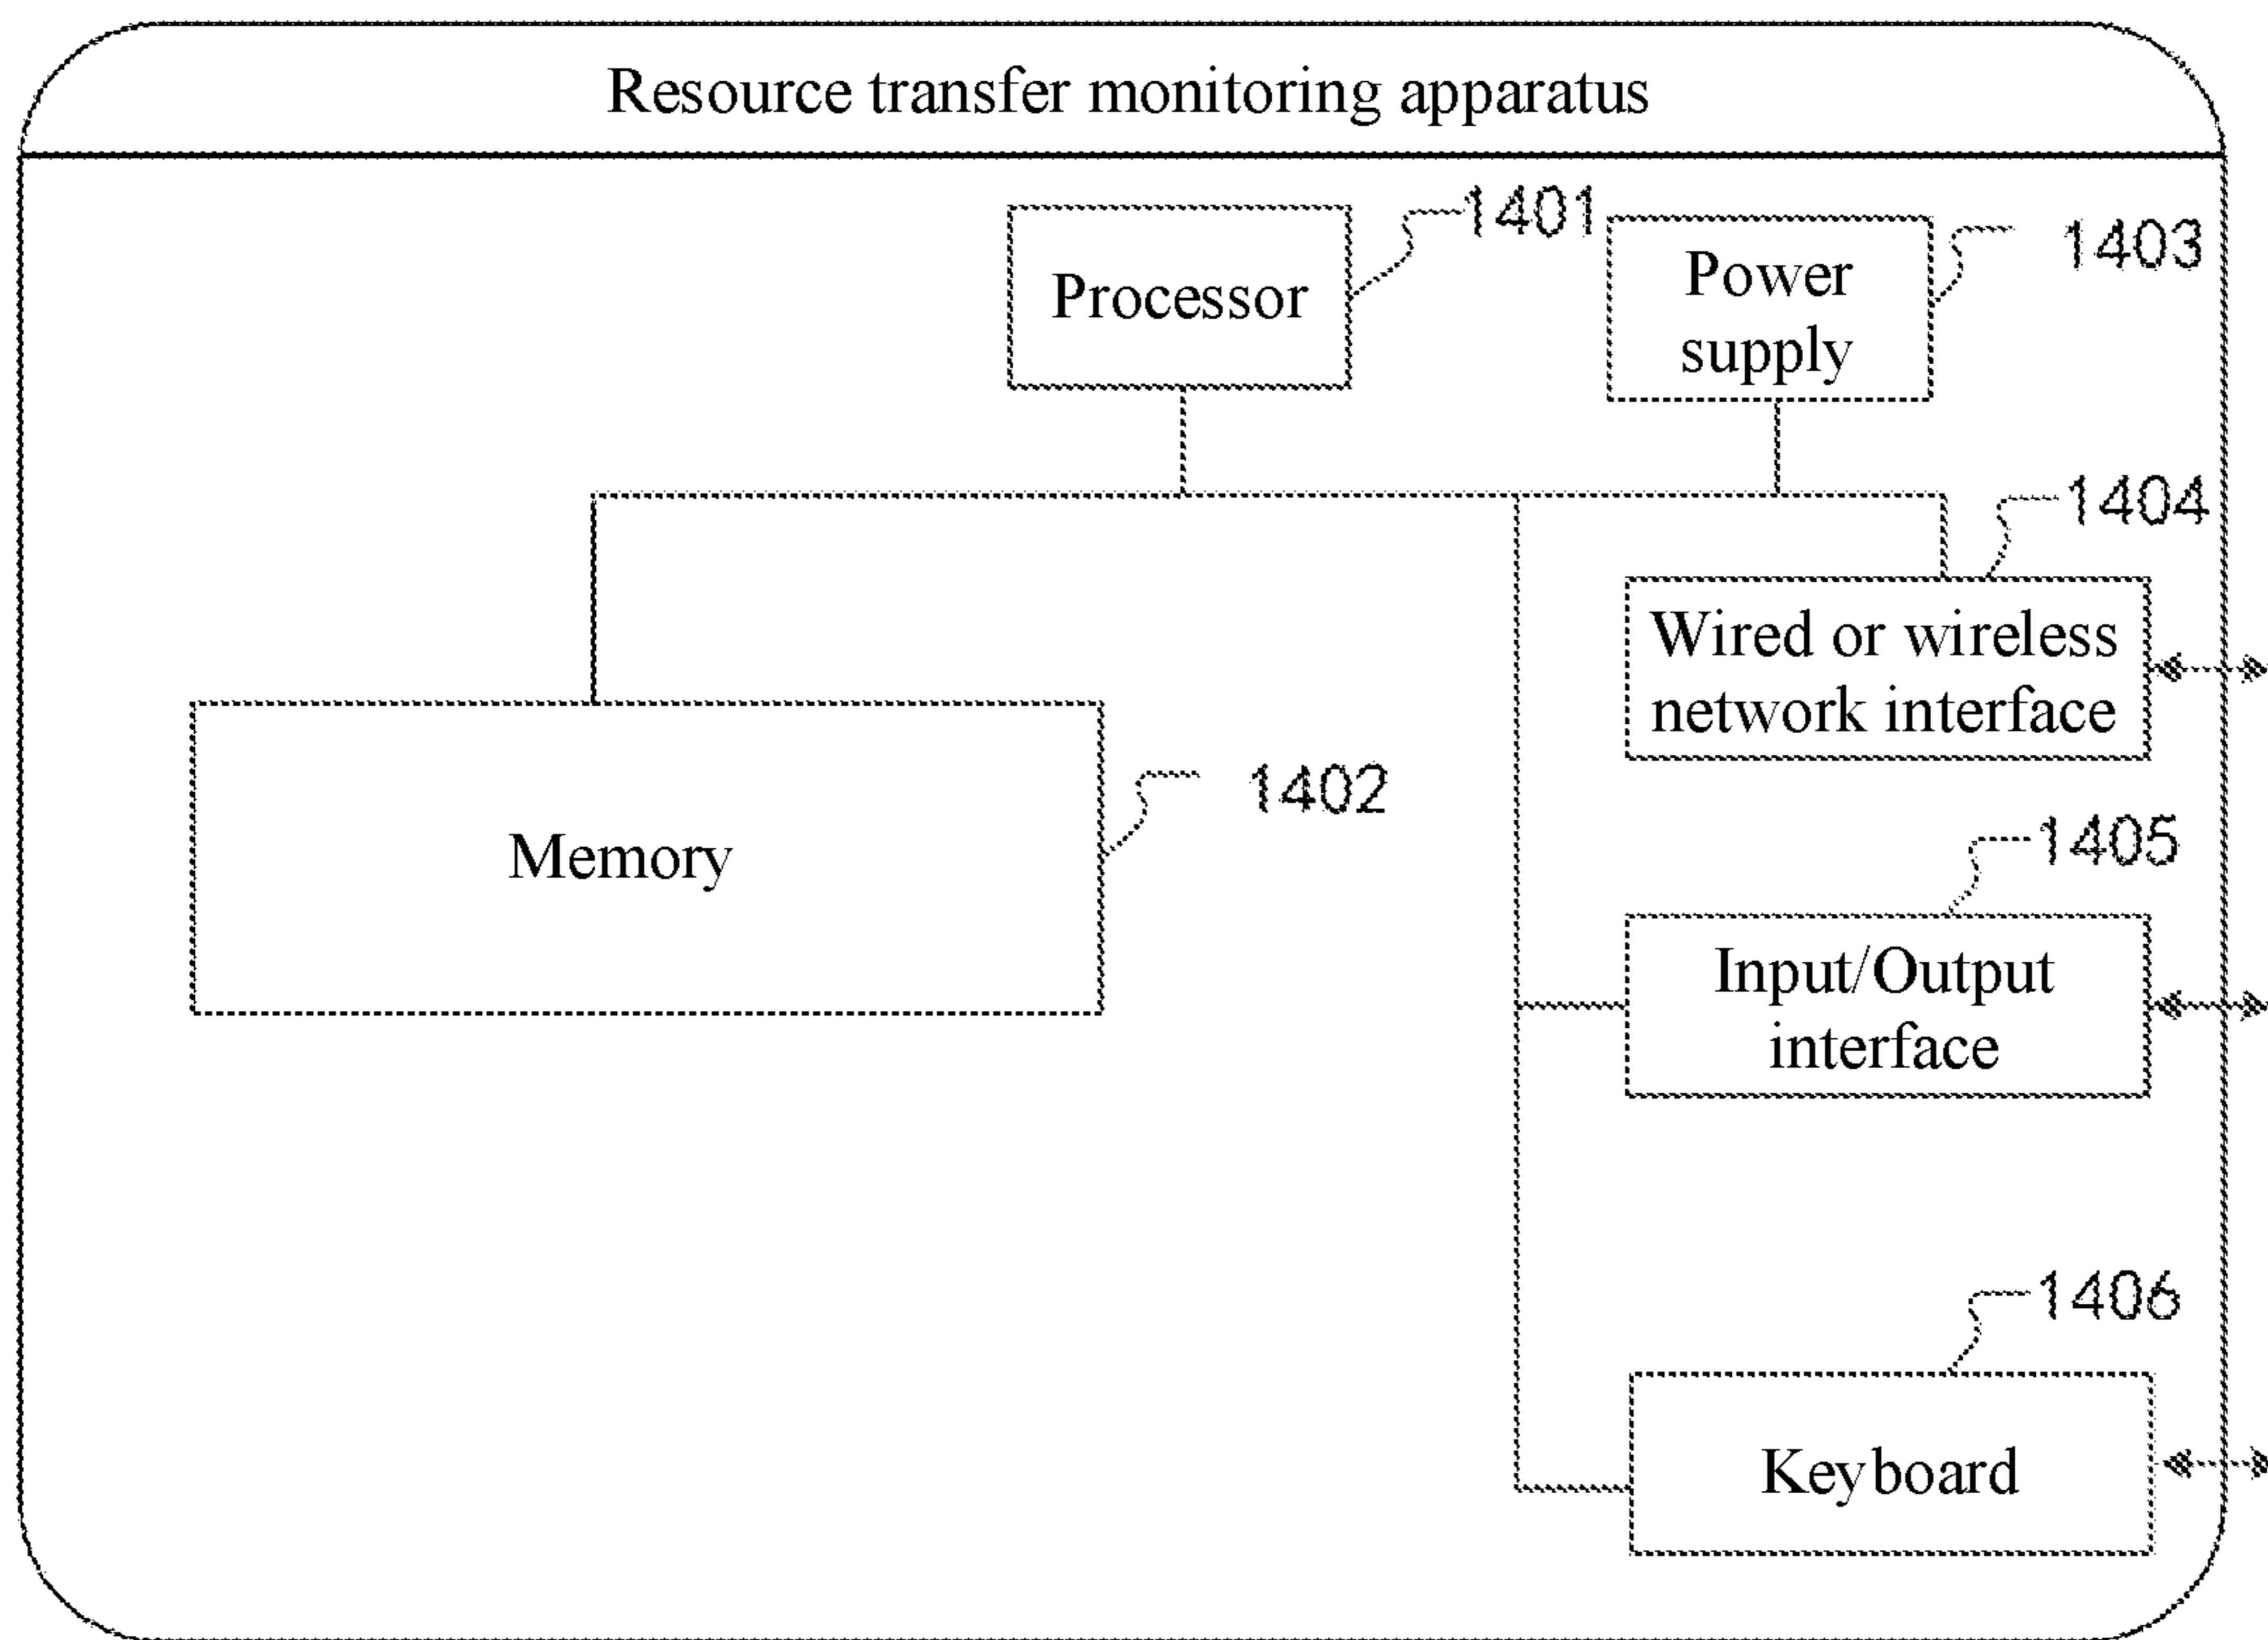 Resource transfer monitoring apparatus
1401
1403
Processor
Power
supply
1404
Wired or wireless
network interface
1402
Memory
1405
Input/Output
interface
1406
Keyboard